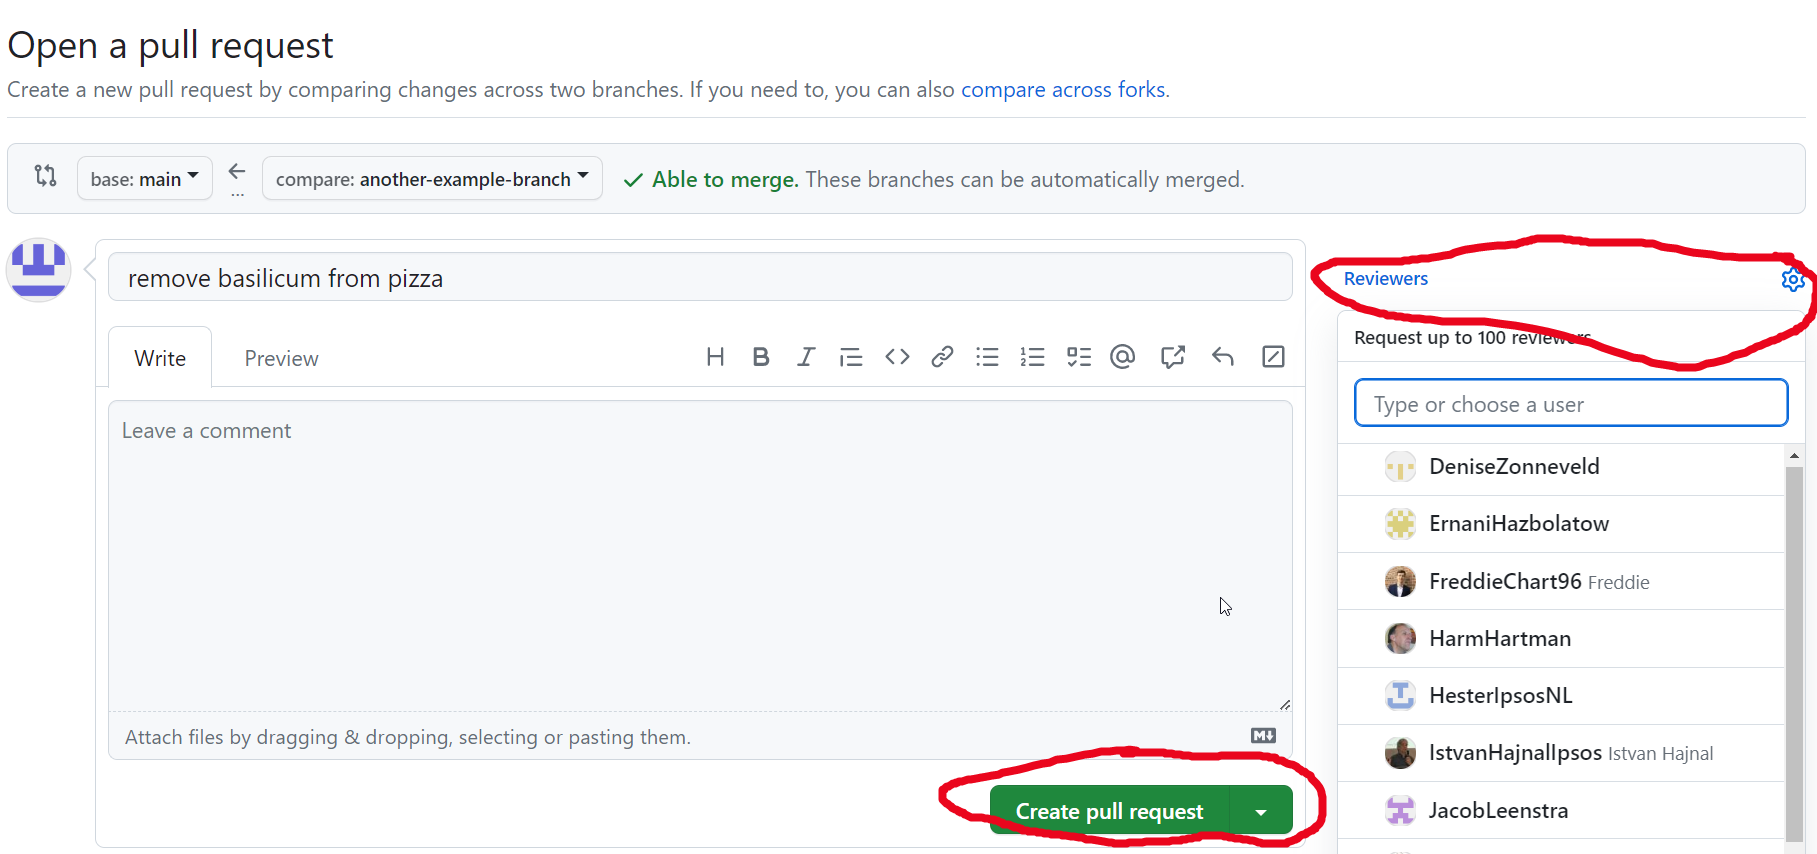 Open a pull request
Create a new pull request by comparing changes across two branches. If you need to, you can also compare across forks.
base: main
...
compare: another-example-branch
Able to merge. These branches can be automatically merged.
remove basilicum from pizza
Write
Preview
Leave a comment
Attach files by dragging & dropping, selecting or pasting them.
Create pull request
Reviewers
Request up to 100 reviewers
Type or choose a user
DeniseZonneveld
ErnaniHazbolatow
FreddieChart96 Freddie
HarmHartman
HesterIpsosNL
IstvanHajnalIpsos Istvan Hajnal
JacobLeenstra